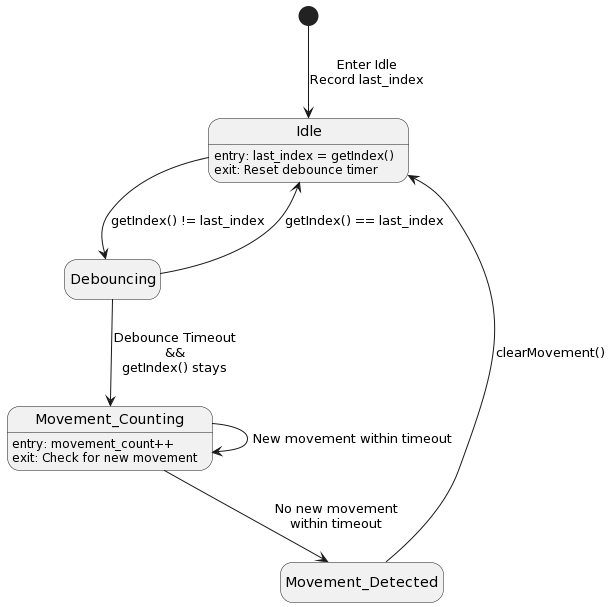 Enter Idle
Record last_index
Idle
entry: last_index = getIndex()
exit: Reset debounce timer
getIndex() != last_index
getIndex() == last_index
Debouncing
Debounce Timeout
&&
getIndex() stays
clearMovement()
Movement_Counting
entry: movement_count++
exit: Check for new movement
New movement within timeout
No new movement
within timeout
Movement_Detected